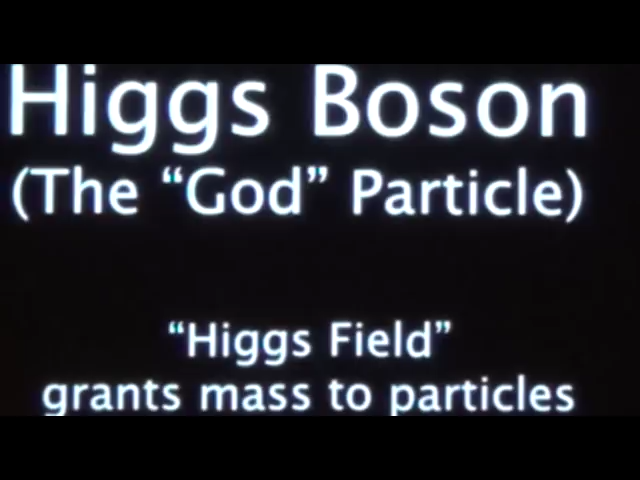 Higgs Boson
(The “God” Particle)
“Higgs Field”
grants mass to particles